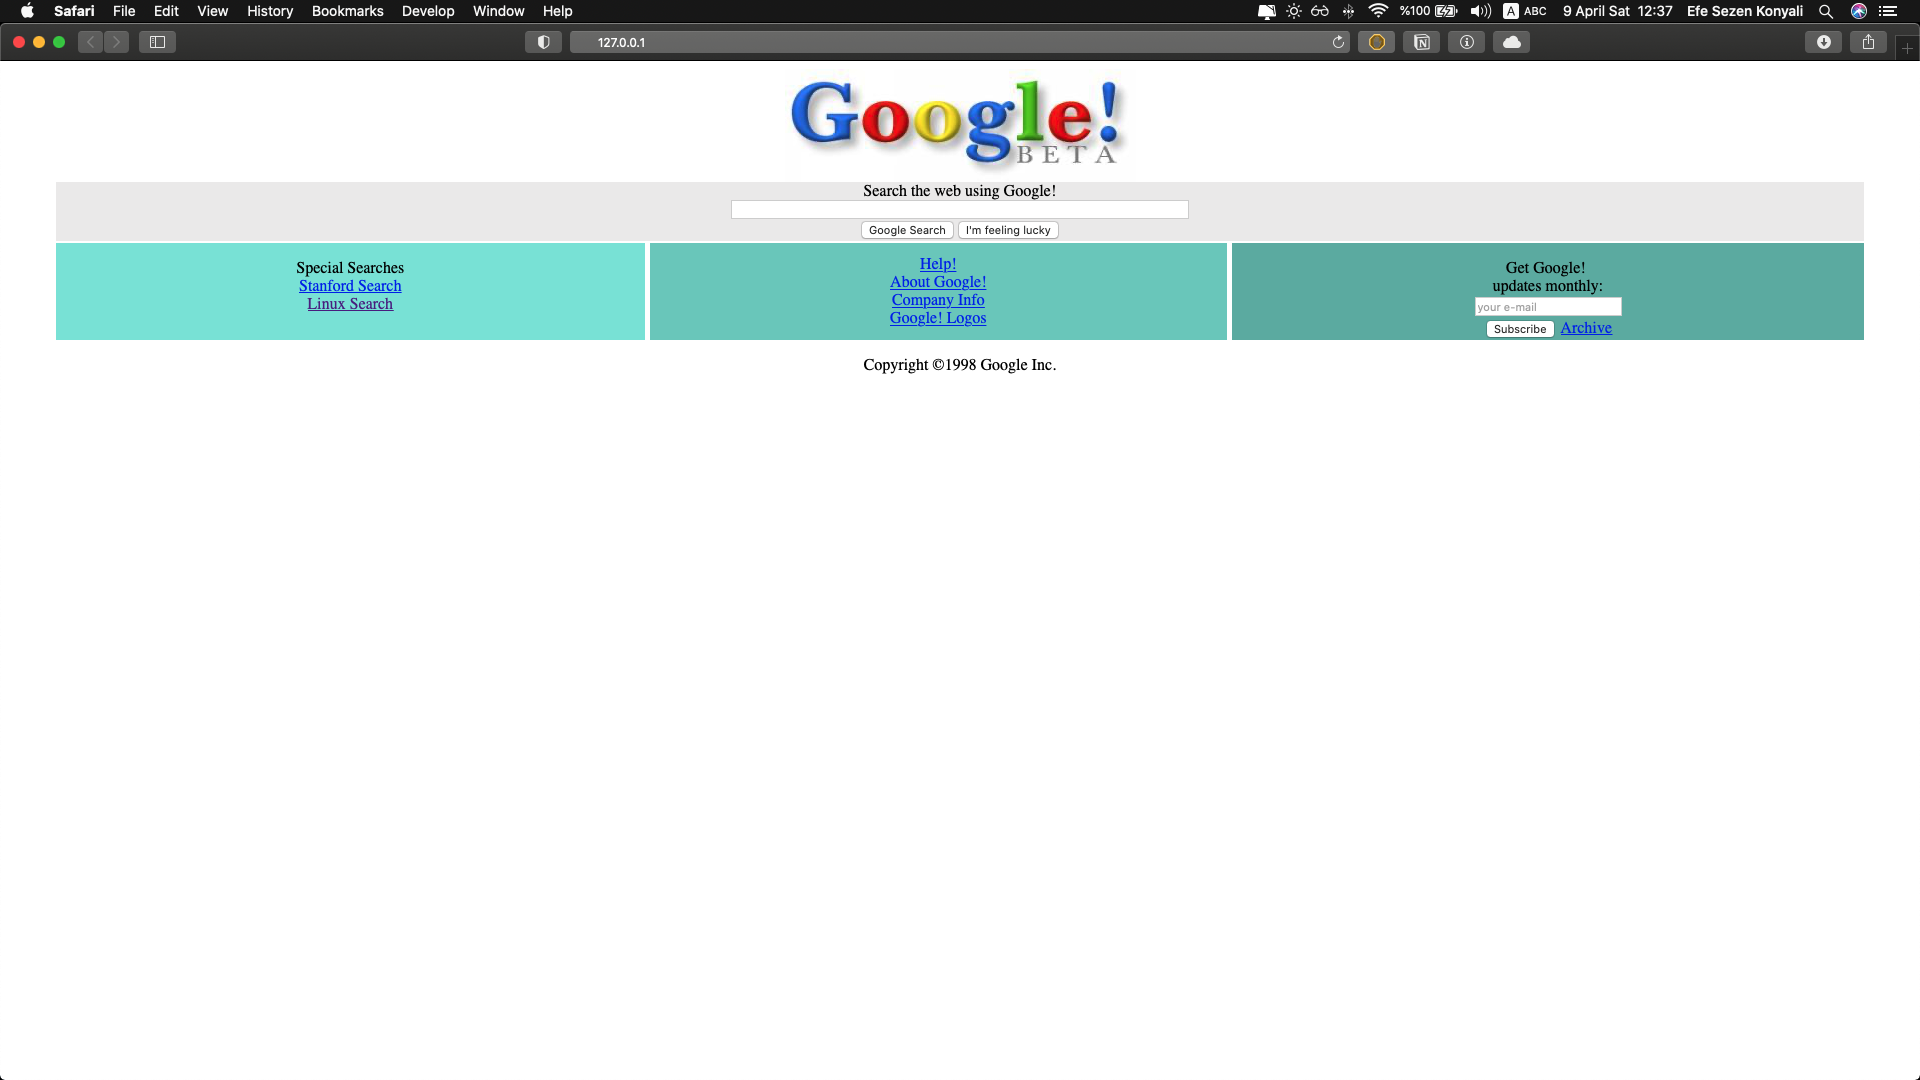 Safari File Edit View History Bookmarks Develop Window Help %100 A ABC 9 April Sat 12:37 Efe Sezen Konyali
127.0.0.1
Google!
BETA
Search the web using Google!
Google Search I'm feeling lucky
Special Searches
Stanford Search
Linux Search
Help!
About Google!
Company Info
Google! Logos
Get Google!
updates monthly:
your e-mail
Subscribe Archive
Copyright ©1998 Google Inc.